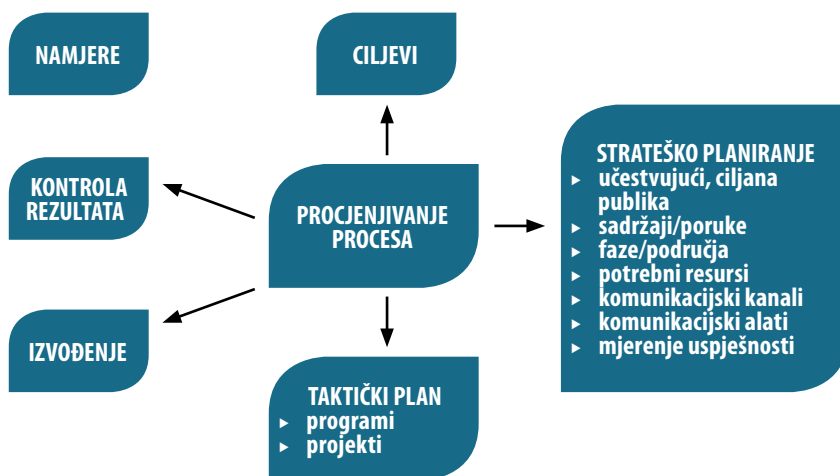 NAMJERE
CILJEVI
KONTROLA
REZULTATA
PROCJENJIVANJE
PROCESA
STRATEŠKO PLANIRANJE
▸ učestvujući, ciljana
publika
▸ sadržaji/poruke
▸ faze/područja
▸ potrebni resursi
▸ komunikacijski kanali
▸ komunikacijski alati
▸ mjerenje uspješnosti
IZVOĐENJE
TAKTIČKI PLAN
▸ programi
▸ projekti